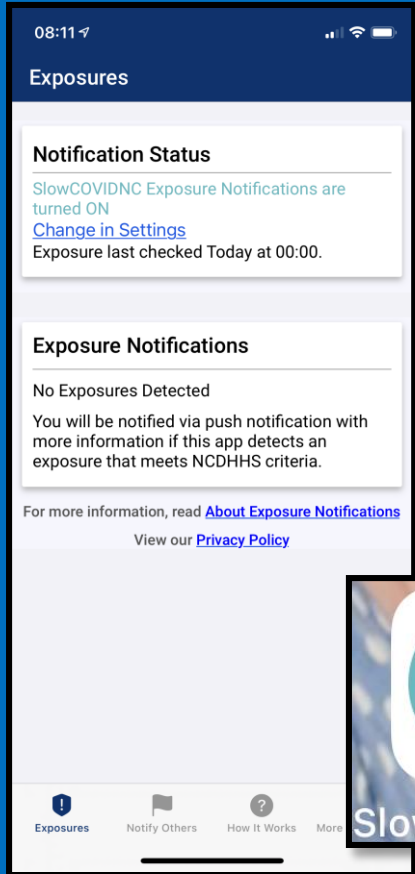 08:11
Exposures
Notification Status
SlowCOVIDNC Exposure Notifications are
turned ON
Change in Settings
Exposure last checked Today at 00:00.
Exposure Notifications
No Exposures Detected
You will be notified via push notification with
more information if this app detects an
exposure that meets NCDHHS criteria.
For more information, read About Exposure Notifications
View our Privacy Policy
Exposures Notify Others How It Works More
Slo